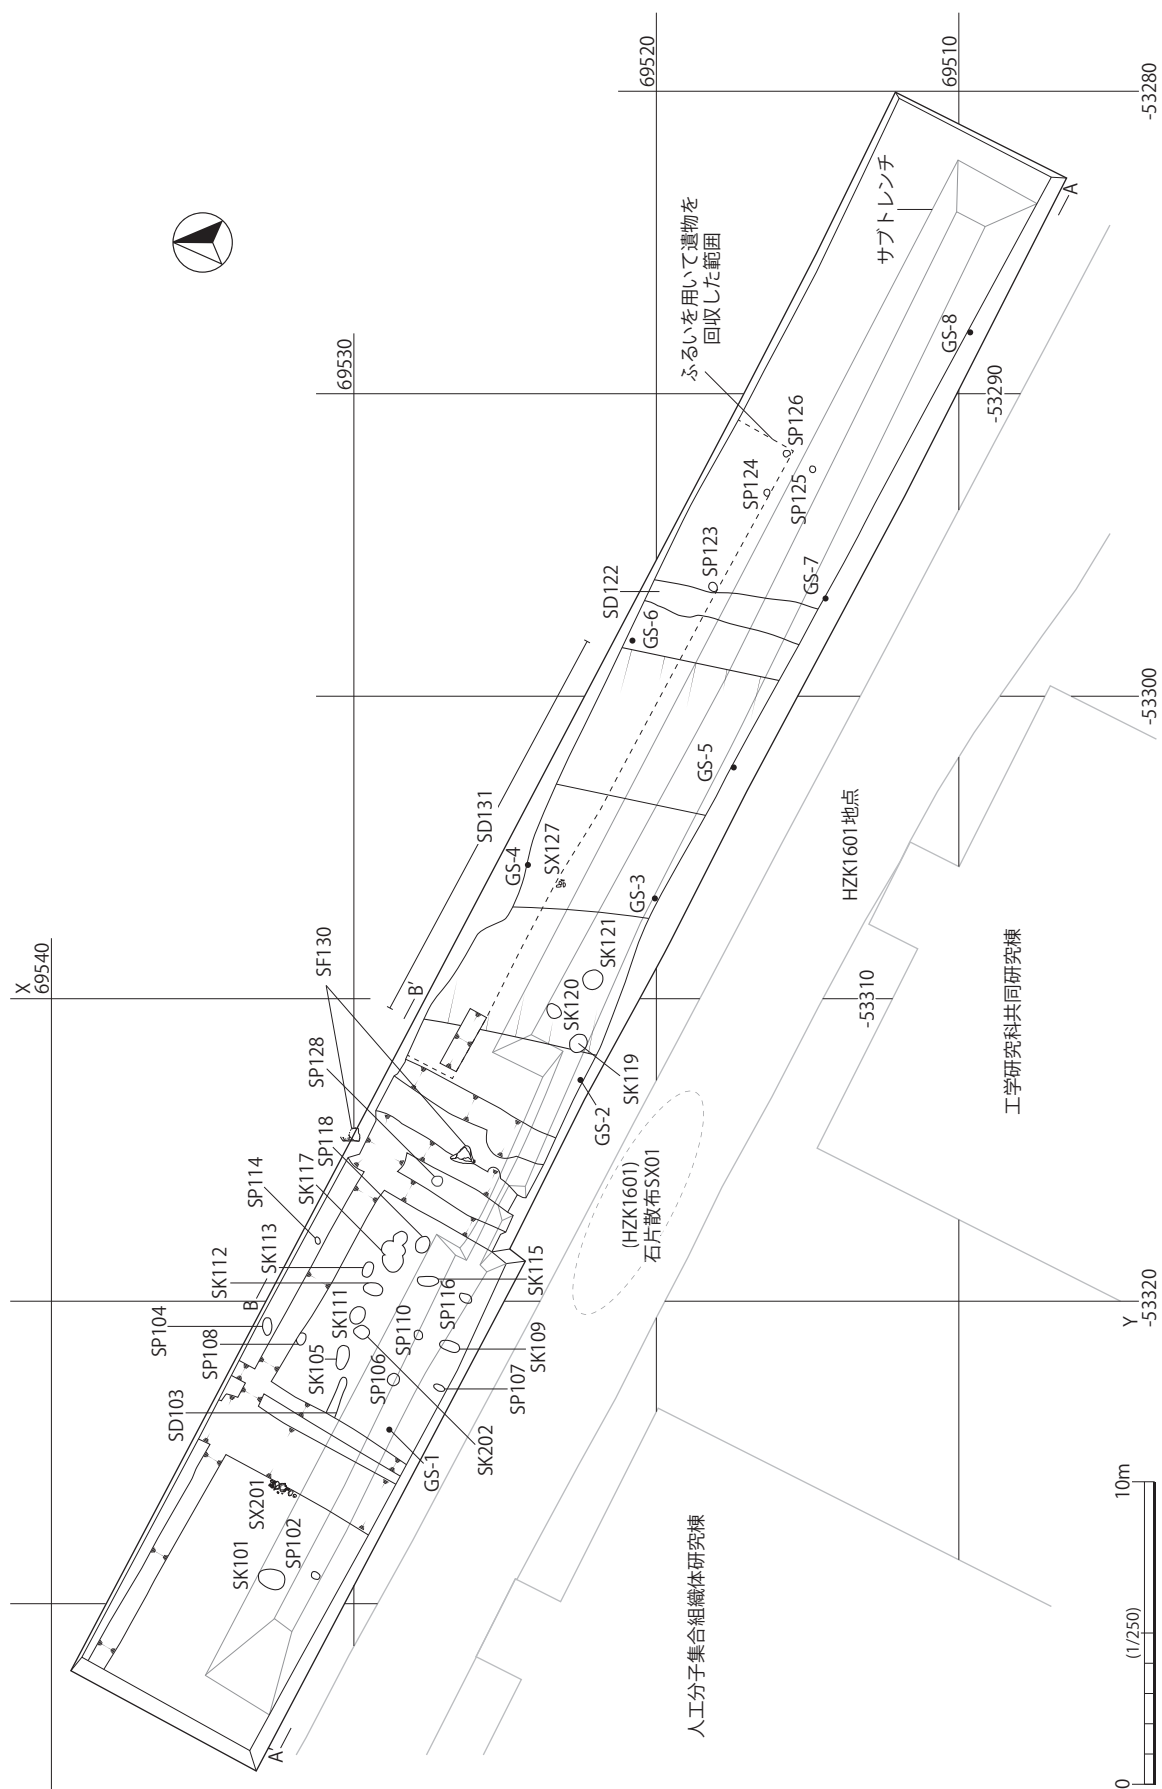 X
69540
69530
69520
69510
-53280
-53290
-53300
-53310
Y
-53320
サブトレンチ
A
GS-8
ふるいを用いて遺物を
回収した範囲
SP126
SP124
SP125
SP123
SD122
GS-7
GS-6
GS-5
SD131
GS-4
SX127
GS-3
HZK1601地点
工学研究科共同研究棟
SK121
SK120
SK119
GS-2
SF130
B'
SP128
SP118
SK117
SP114
SK113
SK112
B
SP104
SP108
SK111
SK105
SP110
SP106
SP116
SK115
SK109
SP107
SK202
SD103
GS-1
(HZK1601)
石片散布SX01
SX201
SP102
SK101
人工分子集合組織体研究棟
A'
0
(1/250)
10m